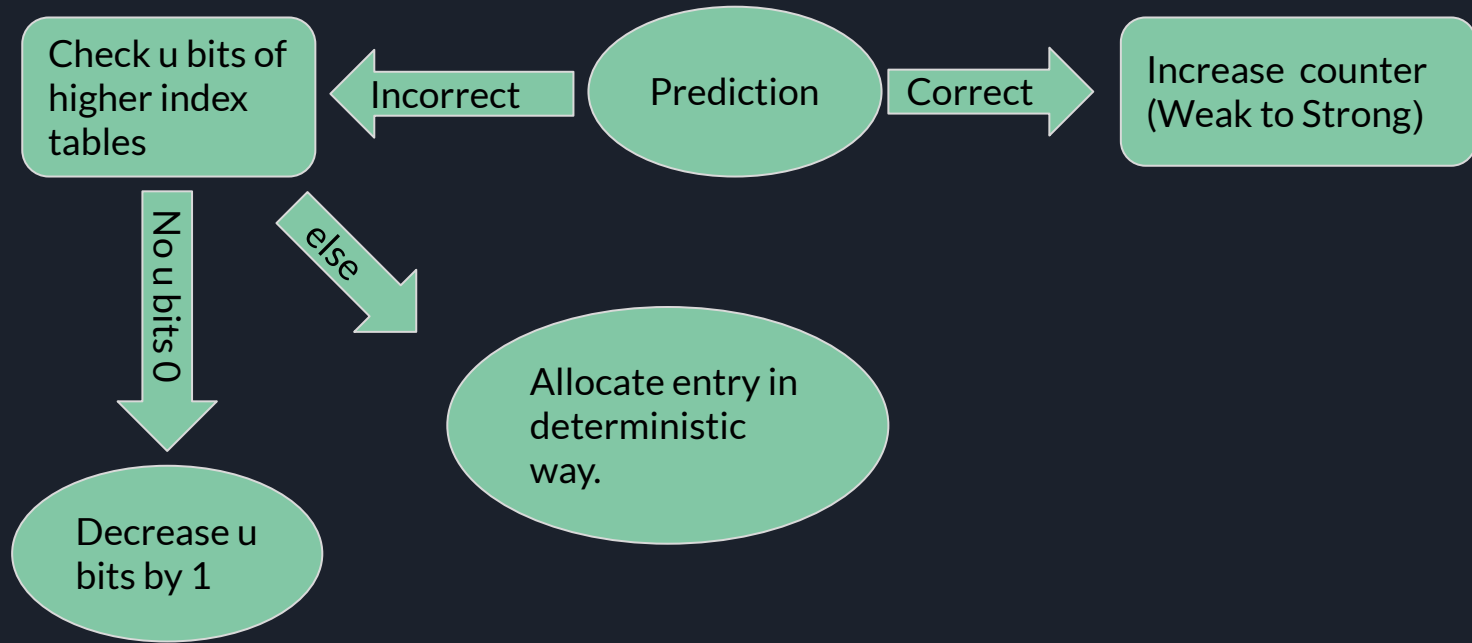 Check u bits of
higher index
tables
Incorrect
Prediction
Correct
Increase counter
(Weak to Strong)
No u bits 0
else
Allocate entry in
deterministic
way.
Decrease u
bits by 1